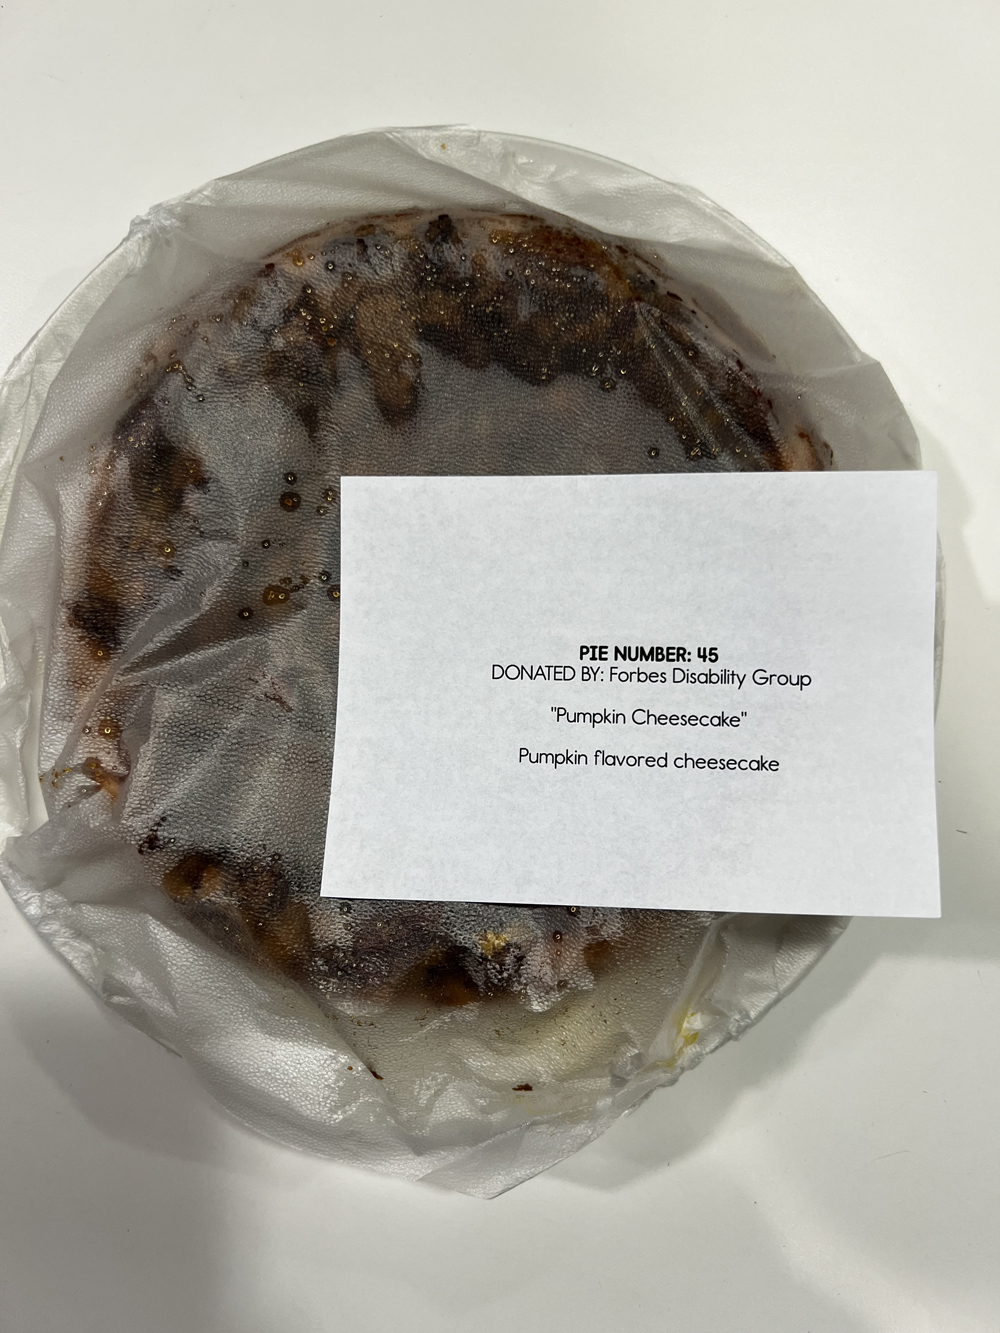 PIE NUMBER: 45
DONATED BY: Forbes Disability Group
"Pumpkin Cheesecake"
Pumpkin flavored cheesecake